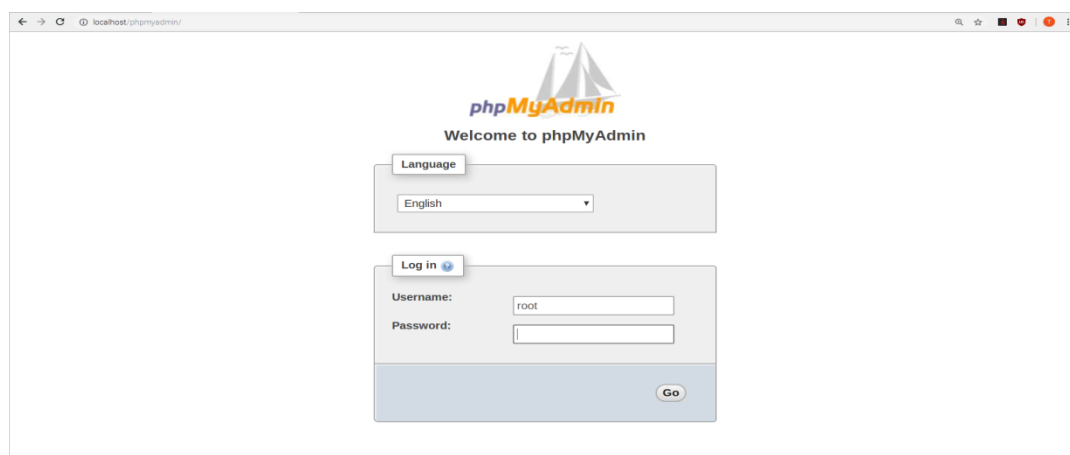 localhost/phpmyadmin/
phpMyAdmin
Welcome to phpMyAdmin
Language
English
Log in
Username:
root
Password:
Go